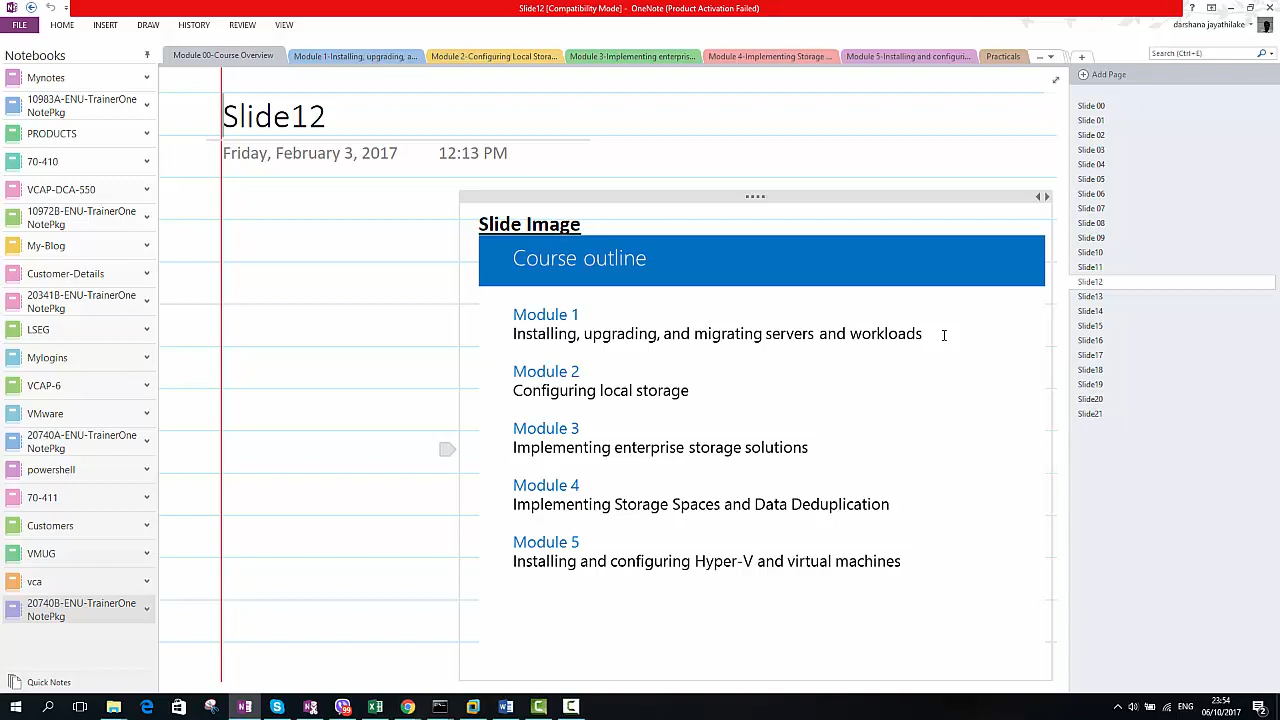 Slide12 [Compatibility Mode] - OneNote (Product Activation Failed)
FILE HOME INSERT DRAW HISTORY REVIEW VIEW
darshana jayathilake
Notebooks
Module 00-Course Overview
Module 1-Installing, upgrading, a...
Module 2-Configuring Local Stora...
Module 3-Implementing enterpris...
Module 4-Implementing Storage ...
Module 5-Installing and configuri...
Practicals
Search (Ctrl+E)
Mynotes
10983A-ENU-TrainerOne
NotePkg
PRODUCTS
70-410
VCAP-DCA-550
10972B-ENU-TrainerOne
NotePkg
My-Blog
Customer-Details
20341B-ENU-TrainerOne
NotePkg
LSEG
Mylogins
VCAP-6
VMware
20740A-ENU-TrainerOne
NotePkg
powershell
70-411
Customers
VMUG
vca
20740B-ENU-TrainerOne
NotePkg
Quick Notes
Slide12
Friday, February 3, 2017 12:13 PM
Slide Image
Course outline
Module 1
Installing, upgrading, and migrating servers and workloads
Module 2
Configuring local storage
Module 3
Implementing enterprise storage solutions
Module 4
Implementing Storage Spaces and Data Deduplication
Module 5
Installing and configuring Hyper-V and virtual machines
Add Page
Slide 00
Slide 01
Slide 02
Slide 03
Slide 04
Slide 05
Slide 06
Slide 07
Slide 08
Slide 09
Slide10
Slide11
Slide12
Slide13
Slide14
Slide15
Slide16
Slide17
Slide18
Slide19
Slide20
Slide21
23:54
06/10/2017